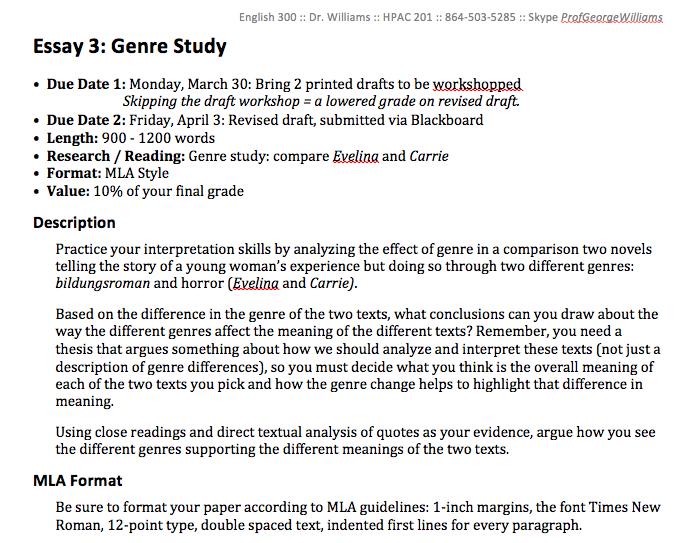 English 300 :: Dr. Williams :: HPAC 201 :: 864-503-5285 :: Skype ProfGeorgeWilliams
Essay 3: Genre Study
• Due Date 1: Monday, March 30: Bring 2 printed drafts to be workshopped
Skipping the draft workshop = a lowered grade on revised draft.
• Due Date 2: Friday, April 3: Revised draft, submitted via Blackboard
• Length: 900 - 1200 words
• Research / Reading: Genre study: compare Evelina and Carrie
• Format: MLA Style
• Value: 10% of your final grade
Description
Practice your interpretation skills by analyzing the effect of genre in a comparison two novels
telling the story of a young woman's experience but doing so through two different genres:
bildungsroman and horror (Evelina and Carrie).
Based on the difference in the genre of the two texts, what conclusions can you draw about the
way the different genres affect the meaning of the different texts? Remember, you need a
thesis that argues something about how we should analyze and interpret these texts (not just a
description of genre differences), so you must decide what you think is the overall meaning of
each of the two texts you pick and how the genre change helps to highlight that difference in
meaning.
Using close readings and direct textual analysis of quotes as your evidence, argue how you see
the different genres supporting the different meanings of the two texts.
MLA Format
Be sure to format your paper according to MLA guidelines: 1-inch margins, the font Times New
Roman, 12-point type, double spaced text, indented first lines for every paragraph.